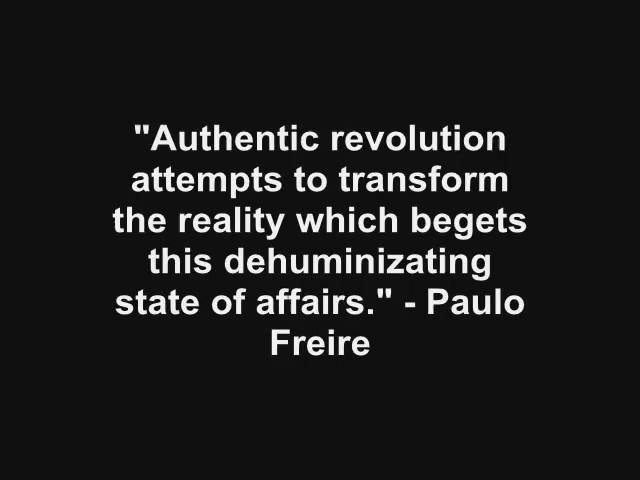 "Authentic revolution
attempts to transform
the reality which begets
this dehuminizating
state of affairs." - Paulo
Freire